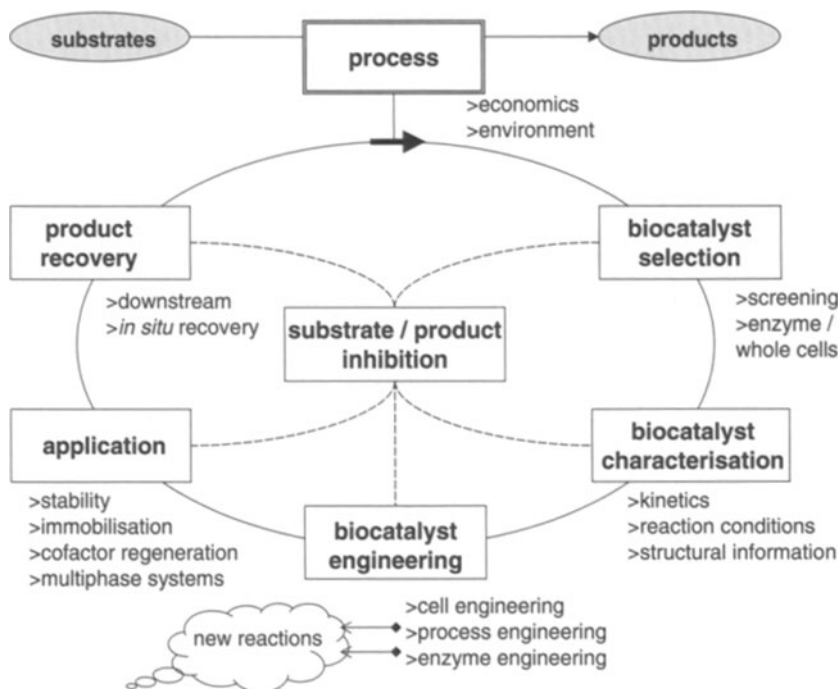 substrates
process
products
>economics
>environment
product
recovery
biocatalyst
selection
>downstream
>in situ recovery
>screening
>enzyme /
whole cells
substrate / product
inhibition
application
biocatalyst
characterisation
>stability
>immobilisation
>cofactor regeneration
>multiphase systems
biocatalyst
engineering
>kinetics
>reaction conditions
>structural information
new reactions
>cell engineering
>process engineering
>enzyme engineering